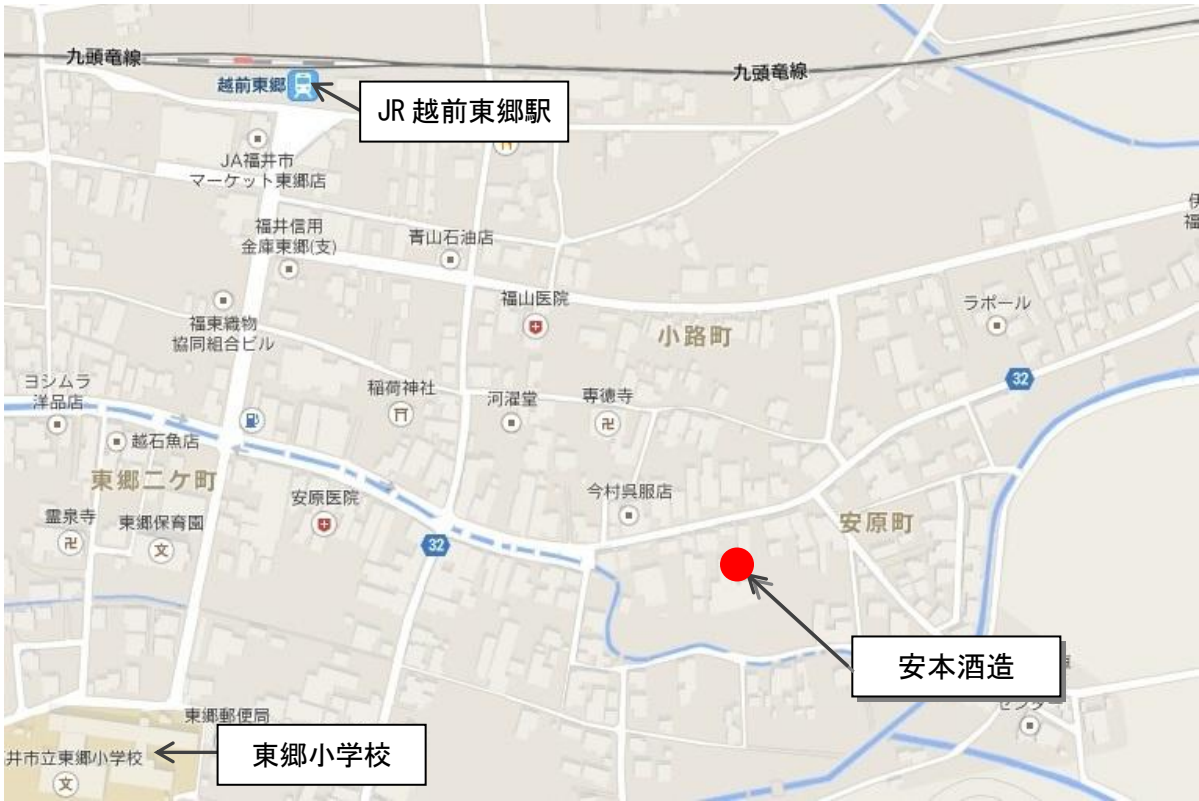 九頭竜線
越前東郷
九頭竜線
JR 越前東郷駅
JA福井市
マーケット東郷店
福井信用
金庫東郷(支)
青山石油店
福東織物
協同組合ビル
福山医院
小路町
ラポール
32
ヨシムラ
洋品店
稲荷神社
河濯堂
専徳寺
越石魚店
東郷二ケ町
安原医院
今村呉服店
安原町
霊泉寺
東郷保育園
文
32
安本酒造
センター
東郷郵便局
東郷小学校
井市立東郷小学校
文